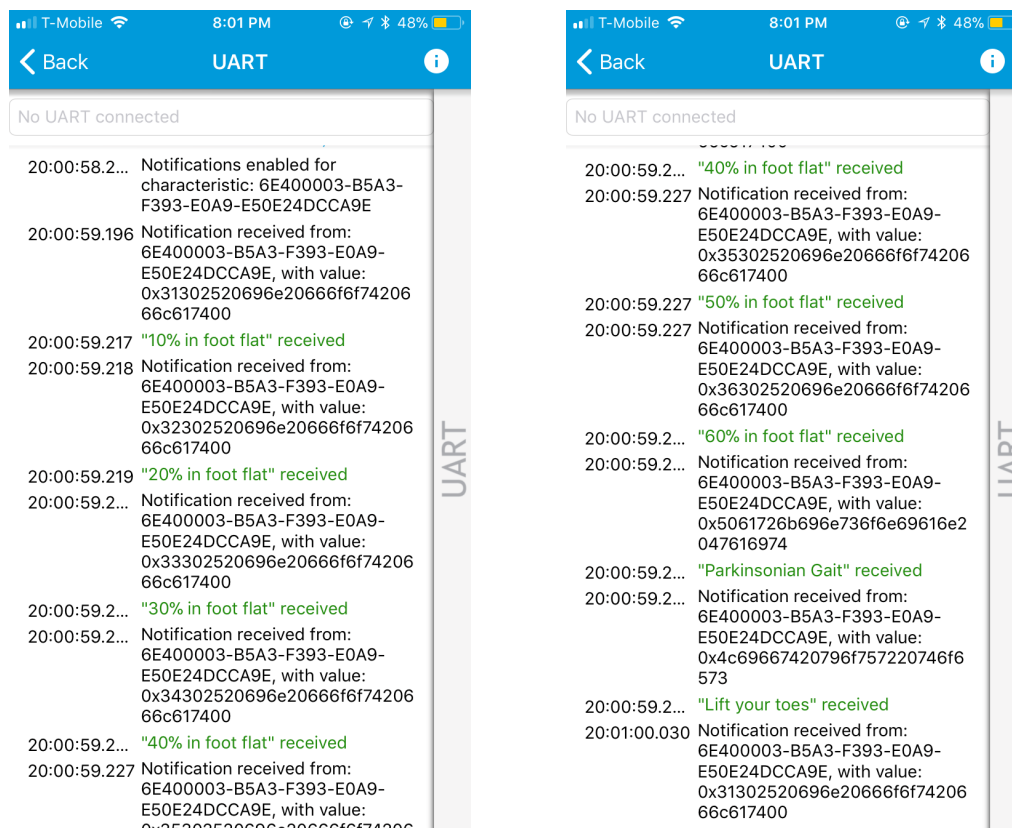 T-Mobile 8:01 PM 48%
Back UART i
No UART connected
20:00:58.2... Notifications enabled for
characteristic: 6E400003-B5A3-
F393-E0A9-E50E24DCCA9E
20:00:59.196 Notification received from:
6E400003-B5A3-F393-E0A9-
E50E24DCCA9E, with value:
0x31302520696e20666f6f74206
66c617400
20:00:59.217 "10% in foot flat" received
20:00:59.218 Notification received from:
6E400003-B5A3-F393-E0A9-
E50E24DCCA9E, with value:
0x32302520696e20666f6f74206
66c617400
20:00:59.219 "20% in foot flat" received
20:00:59.2... Notification received from:
6E400003-B5A3-F393-E0A9-
E50E24DCCA9E, with value:
0x33302520696e20666f6f74206
66c617400
20:00:59.2... "30% in foot flat" received
20:00:59.2... Notification received from:
6E400003-B5A3-F393-E0A9-
E50E24DCCA9E, with value:
0x34302520696e20666f6f74206
66c617400
20:00:59.2... "40% in foot flat" received
20:00:59.227 Notification received from:
6E400003-B5A3-F393-E0A9-
E50E24DCCA9E, with value:
UART
T-Mobile 8:01 PM 48%
Back UART i
No UART connected
20:00:59.2... "40% in foot flat" received
20:00:59.227 Notification received from:
6E400003-B5A3-F393-E0A9-
E50E24DCCA9E, with value:
0x35302520696e20666f6f74206
66c617400
20:00:59.227 "50% in foot flat" received
20:00:59.227 Notification received from:
6E400003-B5A3-F393-E0A9-
E50E24DCCA9E, with value:
0x36302520696e20666f6f74206
66c617400
20:00:59.2... "60% in foot flat" received
20:00:59.2... Notification received from:
6E400003-B5A3-F393-E0A9-
E50E24DCCA9E, with value:
0x5061726b696e736f6e69616e2
047616974
20:00:59.2... "Parkinsonian Gait" received
20:00:59.2... Notification received from:
6E400003-B5A3-F393-E0A9-
E50E24DCCA9E, with value:
0x4c69667420796f757220746f6
573
20:00:59.2... "Lift your toes" received
20:01:00.030 Notification received from:
6E400003-B5A3-F393-E0A9-
E50E24DCCA9E, with value:
0x31302520696e20666f6f74206
66c617400
UART